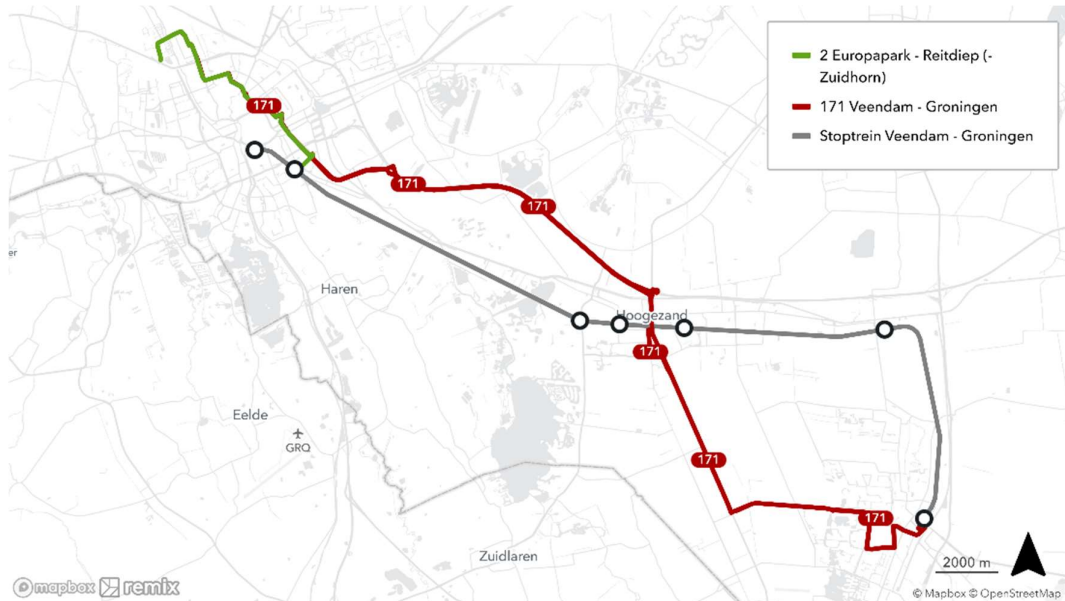 2 Europapark - Reitdiep (-
Zuidhorn)
171 Veendam - Groningen
Stoptrein Veendam - Groningen
171
171
171
er
Haren
Hoogezand
171
Eelde
GRQ
171
171
Zuidlaren
2000 m
mapbox remix
© Mapbox © OpenStreetMap